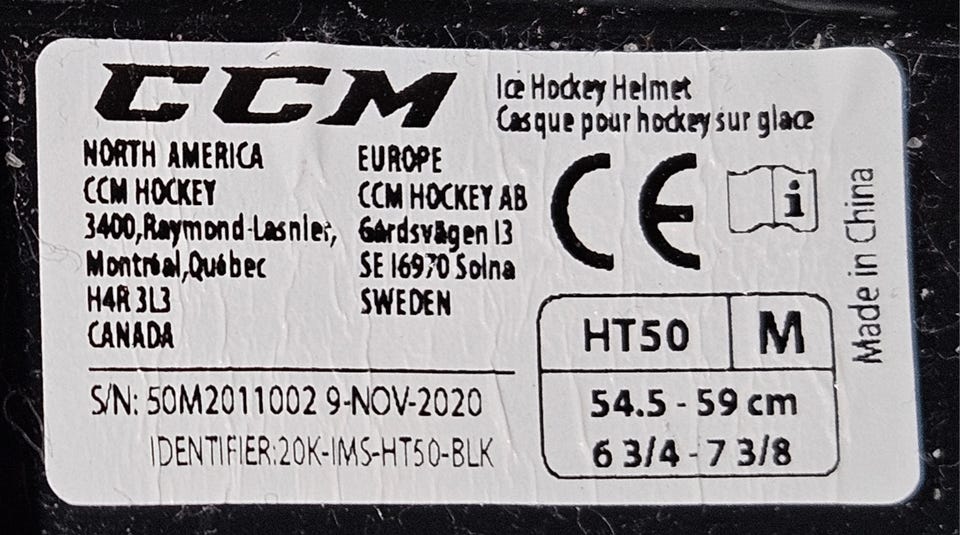 CCM
Ice Hockey Helmet
Casque pour hockey sur glace
NORTH AMERICA
CCM HOCKEY
3400,Raymond-Lasnier,
Montréal,Québec
H4R 3L3
CANADA
EUROPE
CCM HOCKEY AB
Gårdsvägen 13
SE 16970 Solna
SWEDEN
CE
i
Made in China
S/N: 50M2011002 9-NOV-2020
IDENTIFIER:20K-IMS-HT50-BLK
HT50 M
54.5 - 59 cm
6 3/4 - 7 3/8